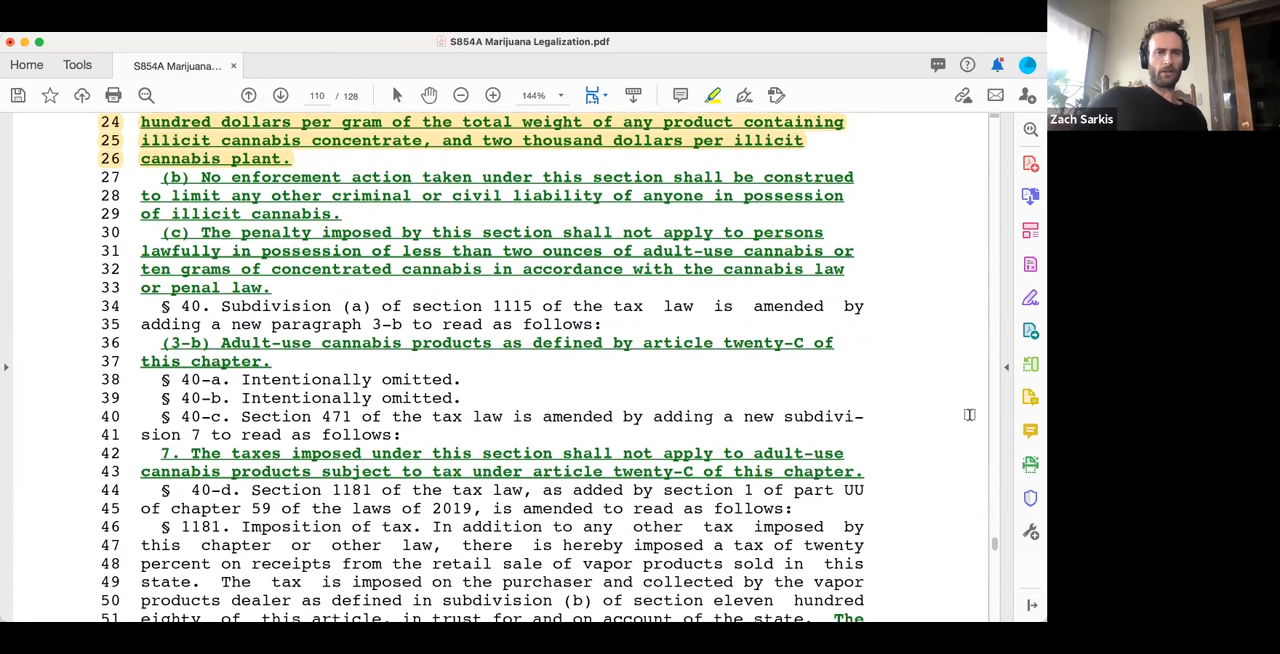 S854A Marijuana Legalization.pdf
Home Tools S854A Marijuana... ×
110 / 128 144%
Zach Sarkis
24 hundred dollars per gram of the total weight of any product containing
25 illicit cannabis concentrate, and two thousand dollars per illicit
26 cannabis plant.
27 (b) No enforcement action taken under this section shall be construed
28 to limit any other criminal or civil liability of anyone in possession
29 of illicit cannabis.
30 (c) The penalty imposed by this section shall not apply to persons
31 lawfully in possession of less than two ounces of adult-use cannabis or
32 ten grams of concentrated cannabis in accordance with the cannabis law
33 or penal law.
34 § 40. Subdivision (a) of section 1115 of the tax law is amended by
35 adding a new paragraph 3-b to read as follows:
36 (3-b) Adult-use cannabis products as defined by article twenty-C of
37 this chapter.
38 § 40-a. Intentionally omitted.
39 § 40-b. Intentionally omitted.
40 § 40-c. Section 471 of the tax law is amended by adding a new subdivi-
41 sion 7 to read as follows:
42 7. The taxes imposed under this section shall not apply to adult-use
43 cannabis products subject to tax under article twenty-C of this chapter.
44 § 40-d. Section 1181 of the tax law, as added by section 1 of part UU
45 of chapter 59 of the laws of 2019, is amended to read as follows:
46 § 1181. Imposition of tax. In addition to any other tax imposed by
47 this chapter or other law, there is hereby imposed a tax of twenty
48 percent on receipts from the retail sale of vapor products sold in this
49 state. The tax is imposed on the purchaser and collected by the vapor
50 products dealer as defined in subdivision (b) of section eleven hundred
51 eighty of this article, in trust for and on account of the state. The